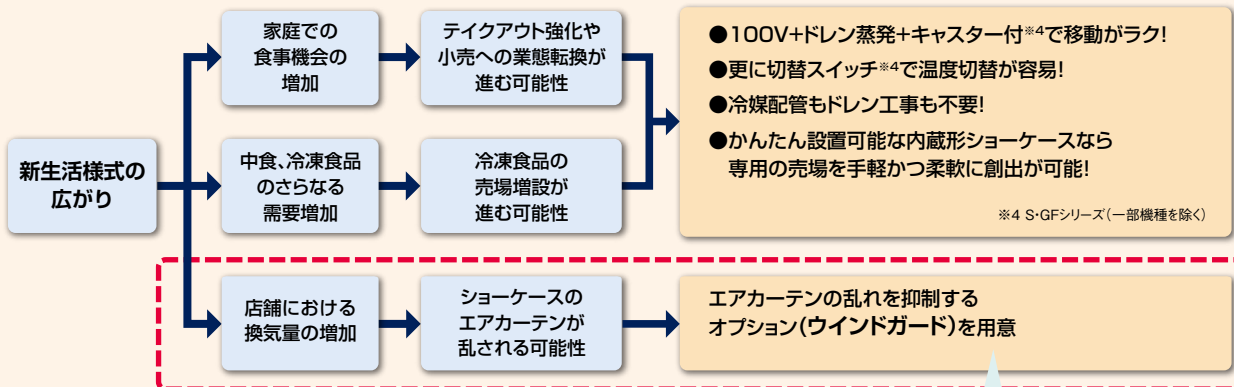 新生活様式の
広がり
家庭での
食事機会の
増加
テイクアウト強化や
小売への業態転換が
進む可能性
中食、冷凍食品
のさらなる
需要増加
冷凍食品の
売場増設が
進む可能性
●100V+ドレン蒸発+キャスター付※4で移動がラク!
●更に切替スイッチ※4で温度切替が容易!
●冷媒配管もドレン工事も不要!
●かんたん設置可能な内蔵形ショーケースなら
専用の売場を手軽かつ柔軟に創出が可能!
※4 S・GFシリーズ(一部機種を除く)
店舗における
換気量の増加
ショーケースの
エアカーテンが
乱される可能性
エアカーテンの乱れを抑制する
オプション(ウインドガード)を用意